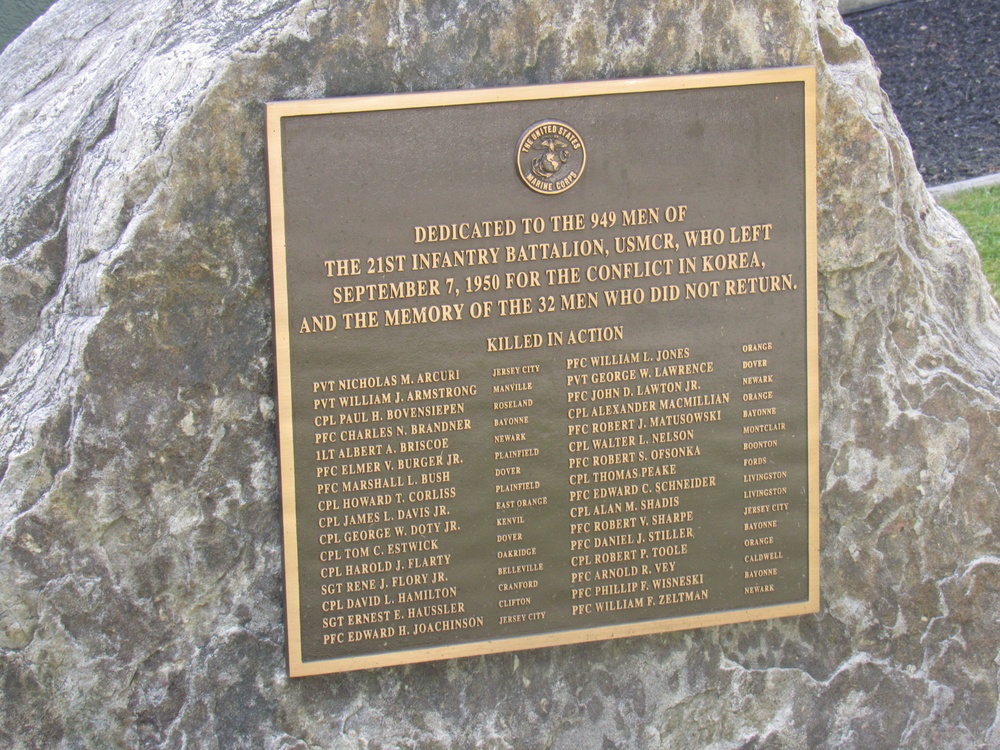 THE UNITED STATES
MARINE CORPS
DEDICATED TO THE 949 MEN OF
THE 21ST INFANTRY BATTALION, USMCR, WHO LEFT
SEPTEMBER 7, 1950 FOR THE CONFLICT IN KOREA,
AND THE MEMORY OF THE 32 MEN WHO DID NOT RETURN.
KILLED IN ACTION
PVT NICHOLAS M. ARCURI JERSEY CITY
PVT WILLIAM J. ARMSTRONG MANVILLE
CPL PAUL H. BOVENSIEPEN ROSELAND
PFC CHARLES N. BRANDNER BAYONNE
1LT ALBERT A. BRISCOE NEWARK
PFC ELMER V. BURGER JR. PLAINFIELD
PFC MARSHALL L. BUSH DOVER
CPL HOWARD T. CORLISS PLAINFIELD
CPL JAMES L. DAVIS JR. EAST ORANGE
CPL GEORGE W. DOTY JR. KENVIL
CPL TOM C. ESTWICK DOVER
CPL HAROLD J. FLARTY OAKRIDGE
SGT RENE J. FLORY JR. BELLEVILLE
CPL DAVID L. HAMILTON CRANFORD
SGT ERNEST E. HAUSSLER CLIFTON
PFC EDWARD H. JOACHINSON JERSEY CITY
PFC WILLIAM L. JONES ORANGE
PVT GEORGE W. LAWRENCE DOVER
PFC JOHN D. LAWTON JR. NEWARK
CPL ALEXANDER MACMILLIAN ORANGE
PFC ROBERT J. MATUSOWSKI BAYONNE
CPL WALTER L. NELSON MONTCLAIR
PFC ROBERT S. OFSONKA BOONTON
CPL THOMAS PEAKE FORDS
PFC EDWARD C. SCHNEIDER LIVINGSTON
CPL ALAN M. SHADIS LIVINGSTON
PFC ROBERT V. SHARPE JERSEY CITY
PFC DANIEL J. STILLER BAYONNE
CPL ROBERT P. TOOLE ORANGE
PFC ARNOLD R. VEY CALDWELL
PFC PHILLIP F. WISNESKI BAYONNE
PFC WILLIAM F. ZELTMAN NEWARK